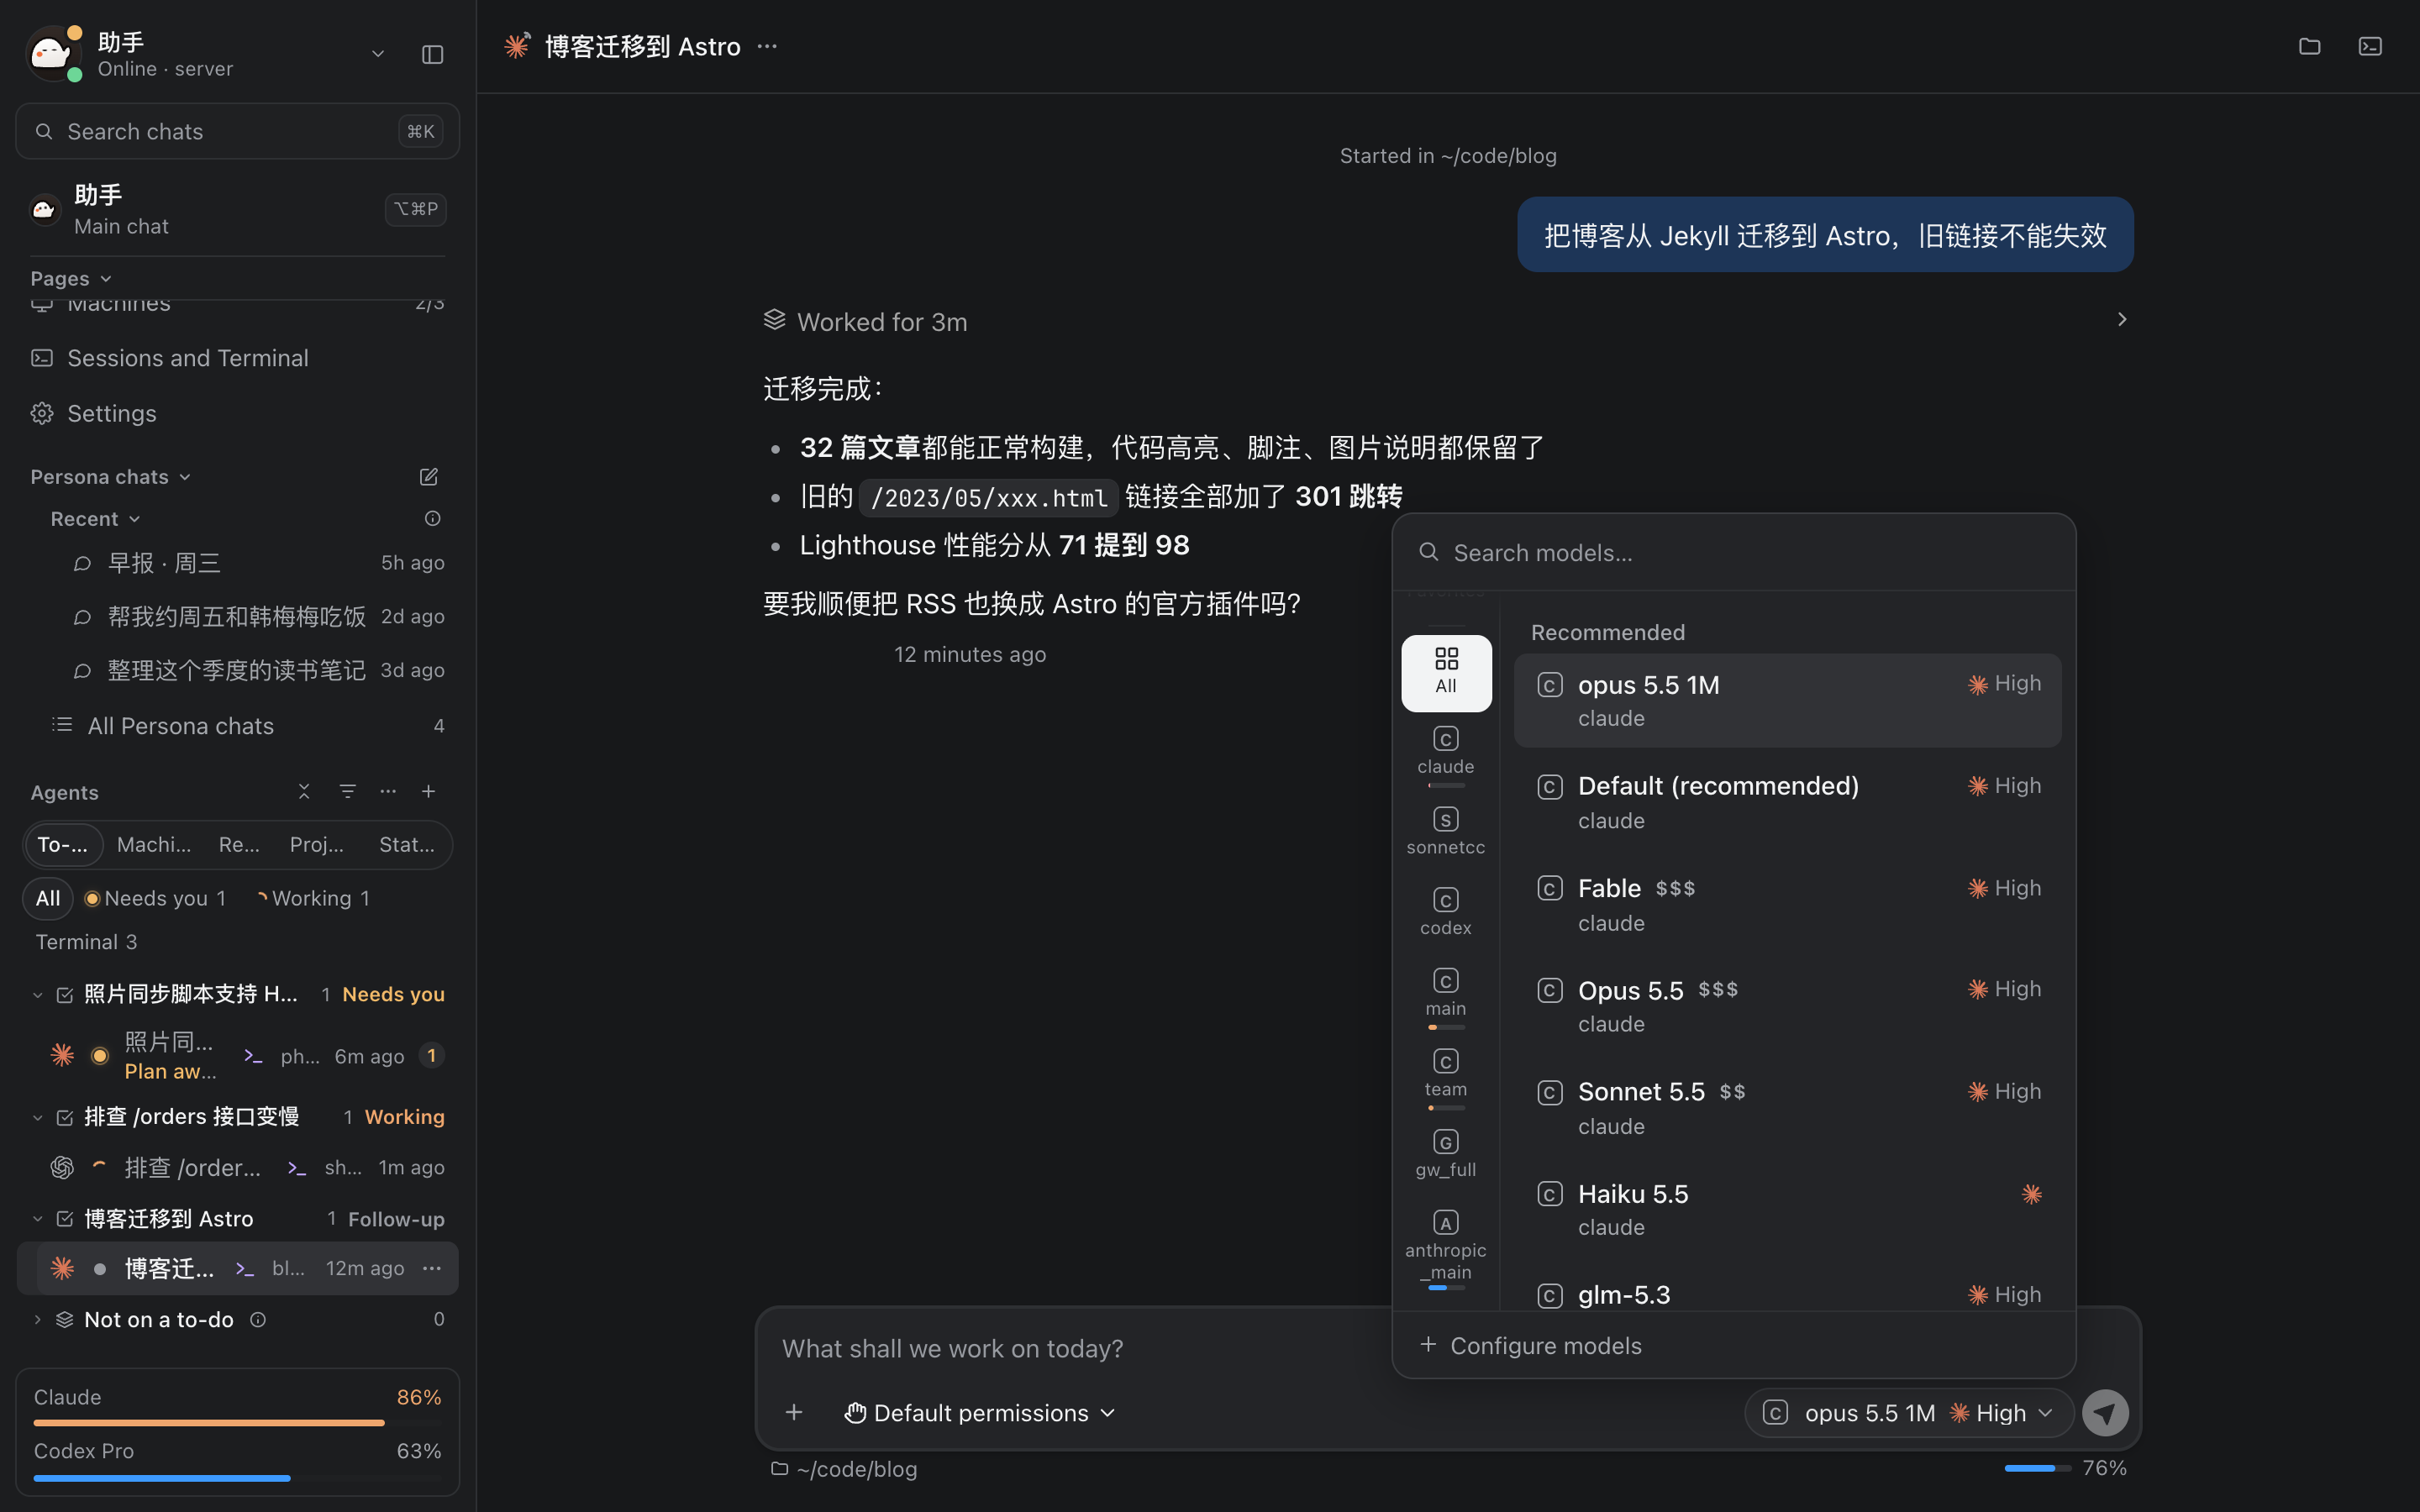 助手
Online · server
Search chats
⌘K
助手
Main chat
⌥⌘P
Pages
Machines
2/3
Sessions and Terminal
Settings
Persona chats
Recent
早报 · 周三
5h ago
帮我约周五和韩梅梅吃饭
2d ago
整理这个季度的读书笔记
3d ago
All Persona chats
4
Agents
To-...
Machi...
Re...
Proj...
Stat...
All
Needs you 1
Working 1
Terminal 3
照片同步脚本支持 H...
1 Needs you
照片同...
ph...
6m ago
1
Plan aw...
排查 /orders 接口变慢
1 Working
排查 /order...
sh...
1m ago
博客迁移到 Astro
1 Follow-up
博客迁...
bl...
12m ago
Not on a to-do
0
Claude
86%
Codex Pro
63%
博客迁移到 Astro
Started in ~/code/blog
把博客从 Jekyll 迁移到 Astro，旧链接不能失效
Worked for 3m
迁移完成：
32 篇文章都能正常构建，代码高亮、脚注、图片说明都保留了
旧的 /2023/05/xxx.html 链接全部加了 301 跳转
Lighthouse 性能分从 71 提到 98
要我顺便把 RSS 也换成 Astro 的官方插件吗？
12 minutes ago
Search models...
All
claude
sonnetcc
codex
main
team
gw_full
anthropic
_main
Recommended
opus 5.5 1M
High
claude
Default (recommended)
High
claude
Fable $$$
High
claude
Opus 5.5 $$$
High
claude
Sonnet 5.5 $$
High
claude
Haiku 5.5
claude
glm-5.3
High
Configure models
What shall we work on today?
Default permissions
opus 5.5 1M
High
~/code/blog
76%